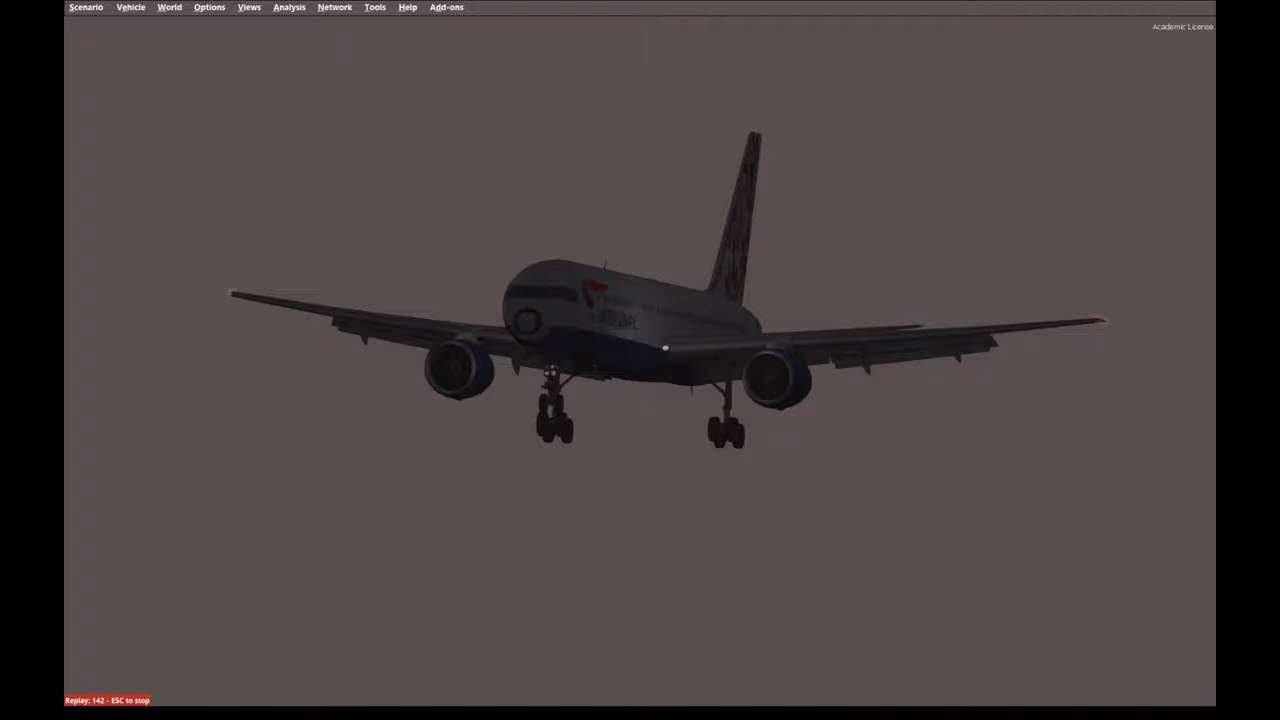 Scenario Vehicle World Options Views Analysis Network Tools Help Add-ons
Academic License
Replay: 142 - ESC to stop